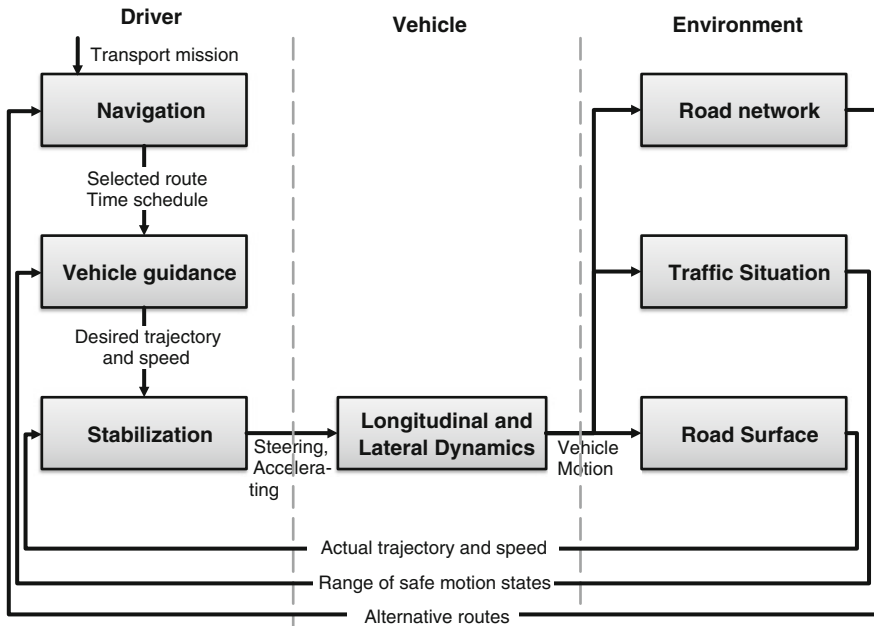 Driver
Vehicle
Environment
Transport mission
Navigation
Road network
Selected route
Time schedule
Vehicle guidance
Traffic Situation
Desired trajectory
and speed
Stabilization
Longitudinal and
Lateral Dynamics
Road Surface
Steering,
Accelera-
ting
Vehicle
Motion
Actual trajectory and speed
Range of safe motion states
Alternative routes